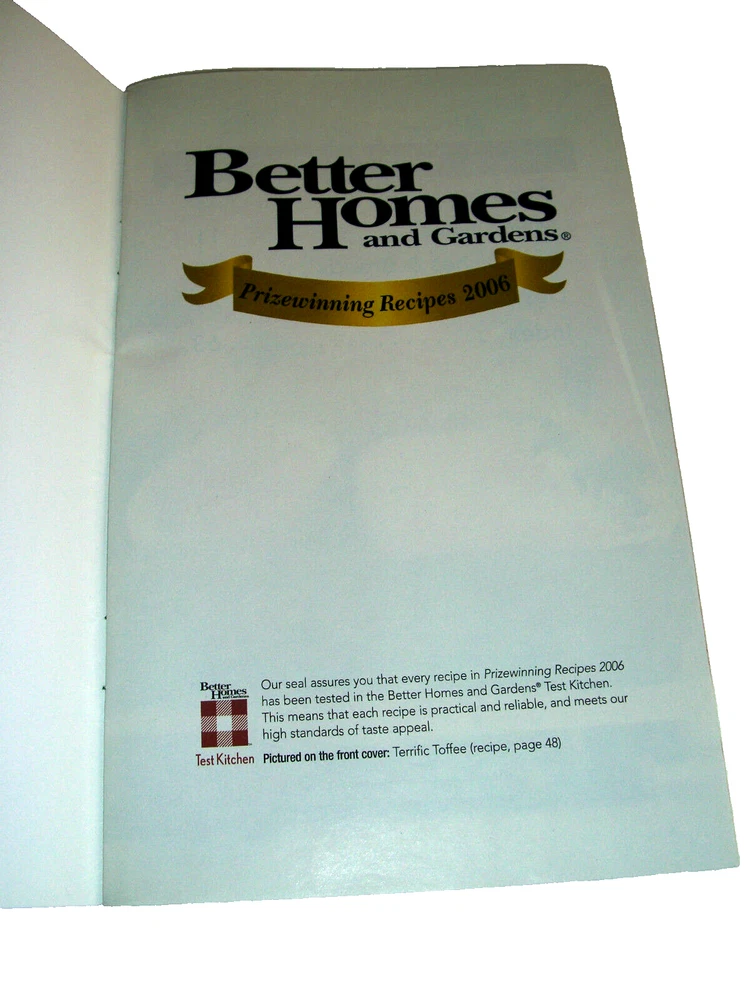 Better
Homes
and Gardens®
Prizewinning Recipes 2006
Better
Homes
and Gardens
Test Kitchen
Our seal assures you that every recipe in Prizewinning Recipes 2006
has been tested in the Better Homes and Gardens® Test Kitchen.
This means that each recipe is practical and reliable, and meets our
high standards of taste appeal.
Pictured on the front cover: Terrific Toffee (recipe, page 48)